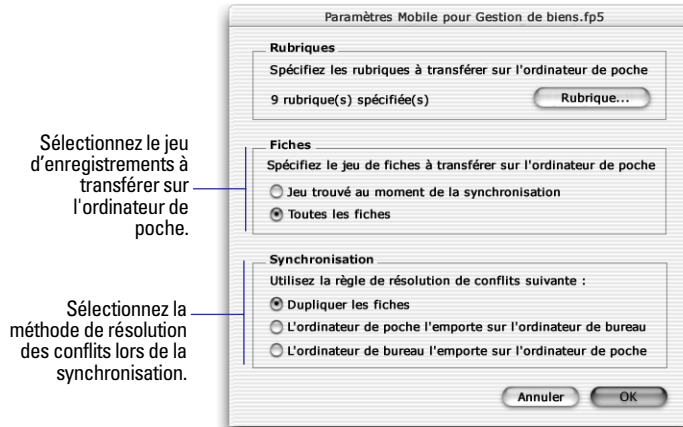 Paramètres Mobile pour Gestion de biens.fp5
Rubriques
Spécifiez les rubriques à transférer sur l'ordinateur de poche
9 rubrique(s) spécifiée(s)
Rubrique...
Sélectionnez le jeu
d'enregistrements à
transférer sur
l'ordinateur de
poche.
Fiches
Spécifiez le jeu de fiches à transférer sur l'ordinateur de poche
Jeu trouvé au moment de la synchronisation
Toutes les fiches
Sélectionnez la
méthode de résolution
des conflits lors de la
synchronisation.
Synchronisation
Utilisez la règle de résolution de conflits suivante :
Dupliquer les fiches
L'ordinateur de poche l'emporte sur l'ordinateur de bureau
L'ordinateur de bureau l'emporte sur l'ordinateur de poche
Annuler
OK